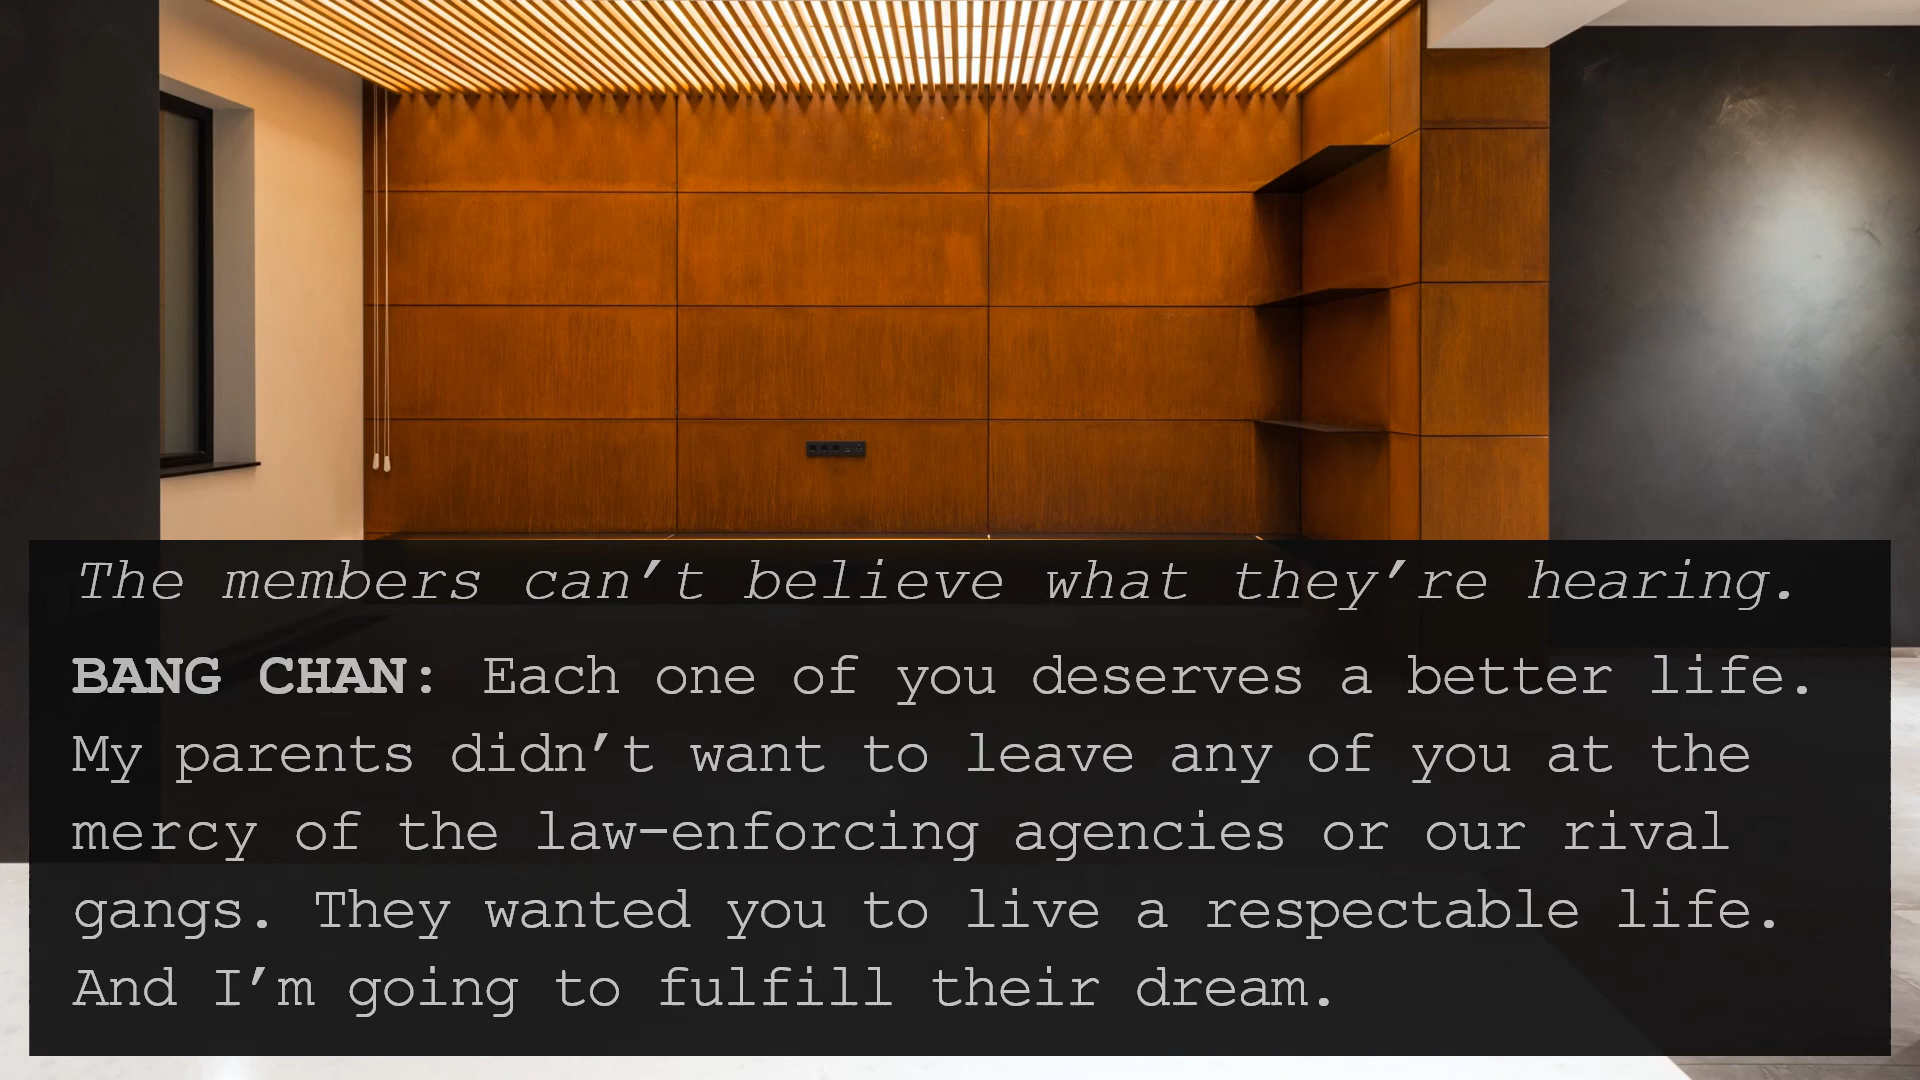 The members can’t believe what they’re hearing.
BANG CHAN: Each one of you deserves a better life.
My parents didn’t want to leave any of you at the
mercy of the law-enforcing agencies or our rival
gangs. They wanted you to live a respectable life.
And I’m going to fulfill their dream.